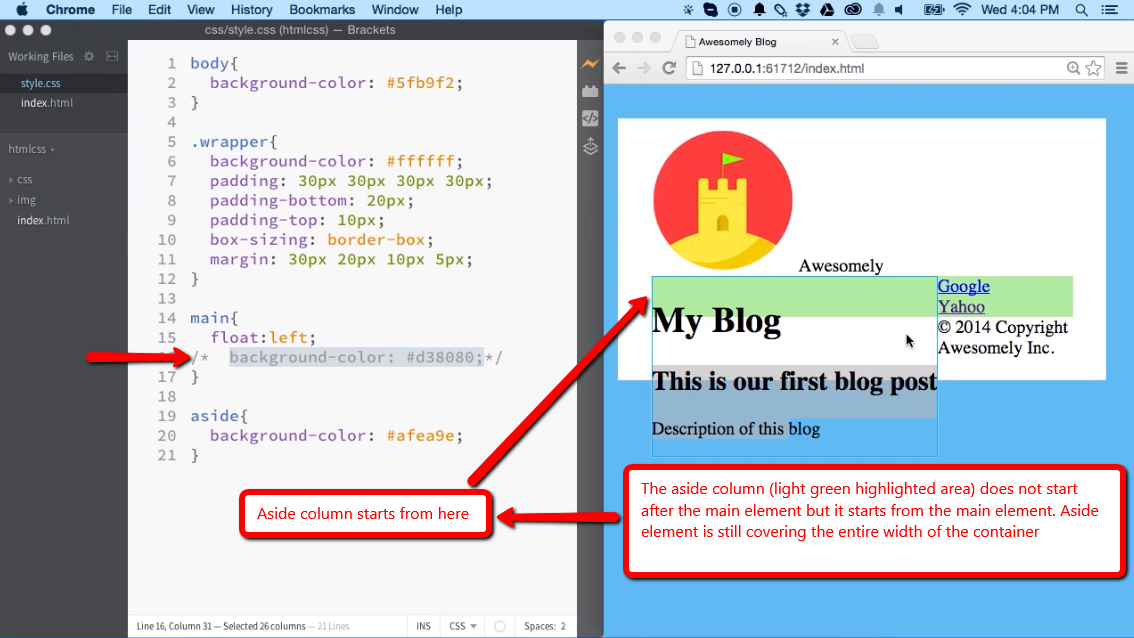 Chrome File Edit View History Bookmarks Window Help Wed 4:04 PM
css/style.css (htmlcss) — Brackets
Working Files
style.css
index.html
htmlcss
css
img
index.html
1 body{
2 background-color: #5fb9f2;
3 }
4
5 .wrapper{
6 background-color: #ffffff;
7 padding: 30px 30px 30px 30px;
8 padding-bottom: 20px;
9 padding-top: 10px;
10 box-sizing: border-box;
11 margin: 30px 20px 10px 5px;
12 }
13
14 main{
15 float:left;
/* background-color: #d38080;*/
17 }
18
19 aside{
20 background-color: #afea9e;
21 }
Line 16, Column 31 — Selected 26 columns — 21 Lines INS CSS Spaces: 2
Awesomely Blog
127.0.0.1:61712/index.html
Awesomely
Google
Yahoo
© 2014 Copyright
Awesomely Inc.
My Blog
This is our first blog post
Description of this blog
Aside column starts from here
The aside column (light green highlighted area) does not start
after the main element but it starts from the main element. Aside
element is still covering the entire width of the container